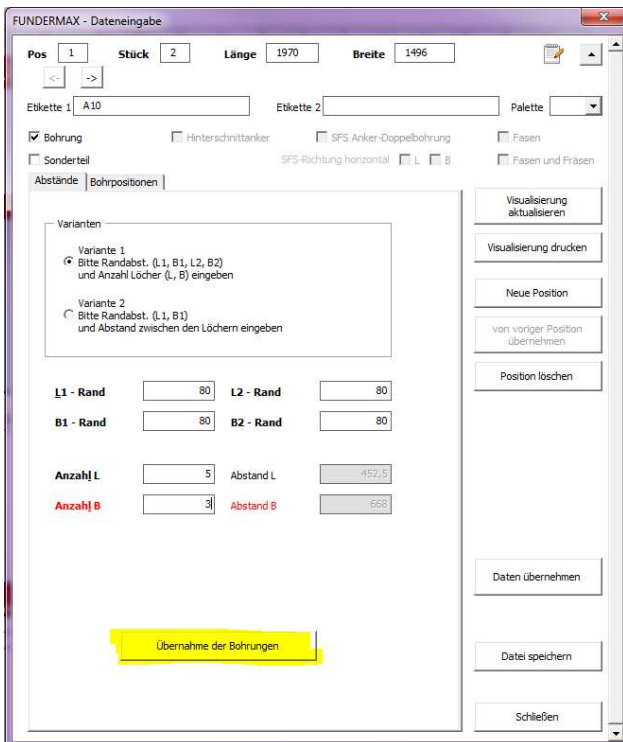 FUNDERMAX - Dateneingabe
Pos 1 Stück 2 Länge 1970 Breite 1496
<- ->
Etikette 1 A10 Etikette 2 Palette
Bohrung Hinterschnittanker SFS Anker-Doppelbohrung Fasen
Sonderteil SFS-Richtung horizontal L B Fasen und Fräsen
Abstände Bohrpositionen
Varianten
Variante 1
Bitte Randabst. (L1, B1, L2, B2)
und Anzahl Löcher (L, B) eingeben
Variante 2
Bitte Randabst. (L1, B1)
und Abstand zwischen den Löchern eingeben
L1 - Rand 80 L2 - Rand 80
B1 - Rand 80 B2 - Rand 80
Anzahl L 5 Abstand L 452,5
Anzahl B 3 Abstand B 668
Übernahme der Bohrungen
Visualisierung
aktualisieren
Visualisierung drucken
Neue Position
von voriger Position
übernehmen
Position löschen
Daten übernehmen
Datei speichern
Schließen